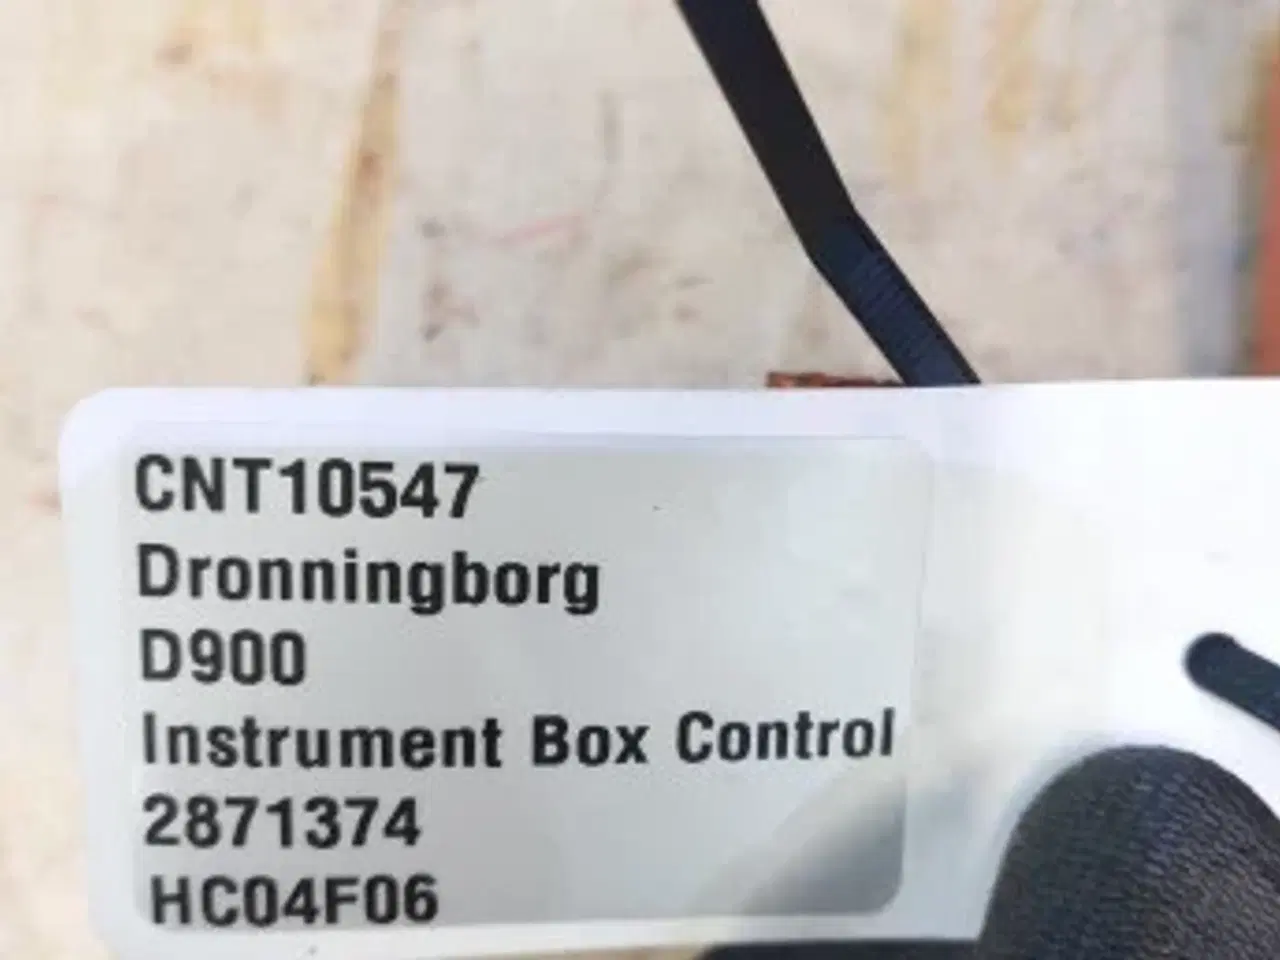 CNT10547
Dronningborg
D900
Instrument Box Control
2871374
HC04F06